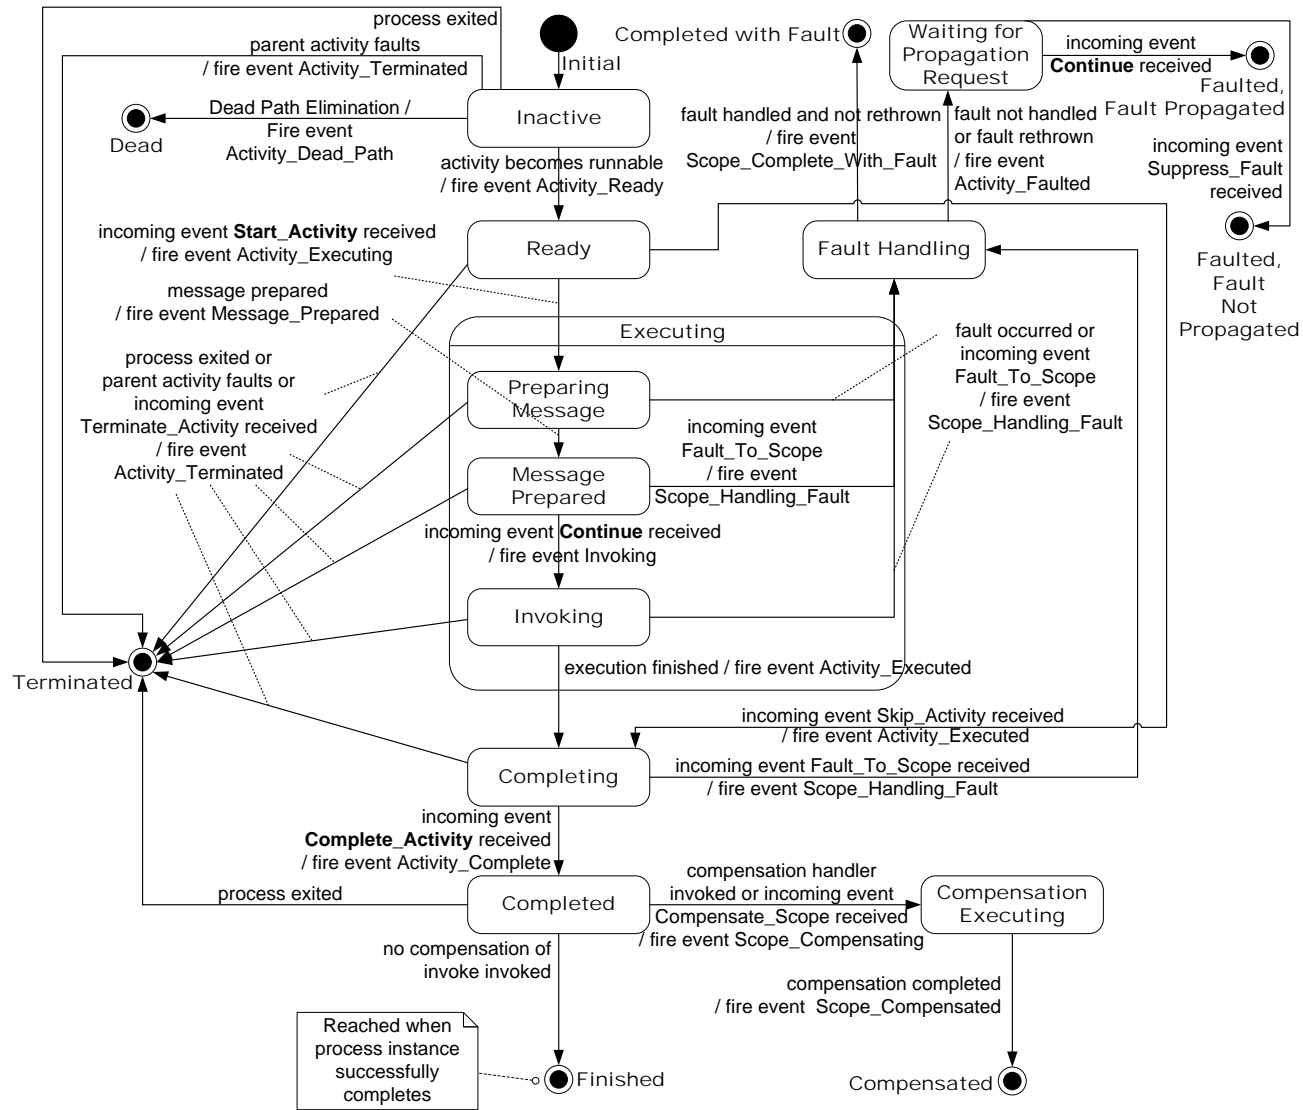 process exited
parent activity faults
/ fire event Activity_Terminated
Initial
Completed with Fault
Waiting for
Propagation
Request
incoming event
Continue received
Faulted,
Fault Propagated
Dead Path Elimination /
Fire event
Activity_Dead_Path
Dead
Inactive
activity becomes runnable
/ fire event Activity_Ready
fault handled and not rethrown
/ fire event
Scope_Complete_With_Fault
fault not handled
or fault rethrown
/ fire event
Activity_Faulted
incoming event
Suppress_Fault
received
Faulted,
Fault
Not
Propagated
incoming event Start_Activity received
/ fire event Activity_Executing
Ready
Fault Handling
message prepared
/ fire event Message_Prepared
Executing
process exited or
parent activity faults or
incoming event
Terminate_Activity received
/ fire event
Activity_Terminated
Preparing
Message
fault occurred or
incoming event
Fault_To_Scope
/ fire event
Scope_Handling_Fault
incoming event
Fault_To_Scope
/ fire event
Scope_Handling_Fault
Message
Prepared
incoming event Continue received
/ fire event Invoking
Invoking
execution finished / fire event Activity_Executed
Terminated
incoming event Skip_Activity received
/ fire event Activity_Executed
Completing
incoming event Fault_To_Scope received
/ fire event Scope_Handling_Fault
incoming event
Complete_Activity received
/ fire event Activity_Complete
process exited
Completed
compensation handler
invoked or incoming event
Compensate_Scope received
/ fire event Scope_Compensating
Compensation
Executing
no compensation of
invoke invoked
compensation completed
/ fire event  Scope_Compensated
Reached when
process instance
successfully
completes
Finished
Compensated